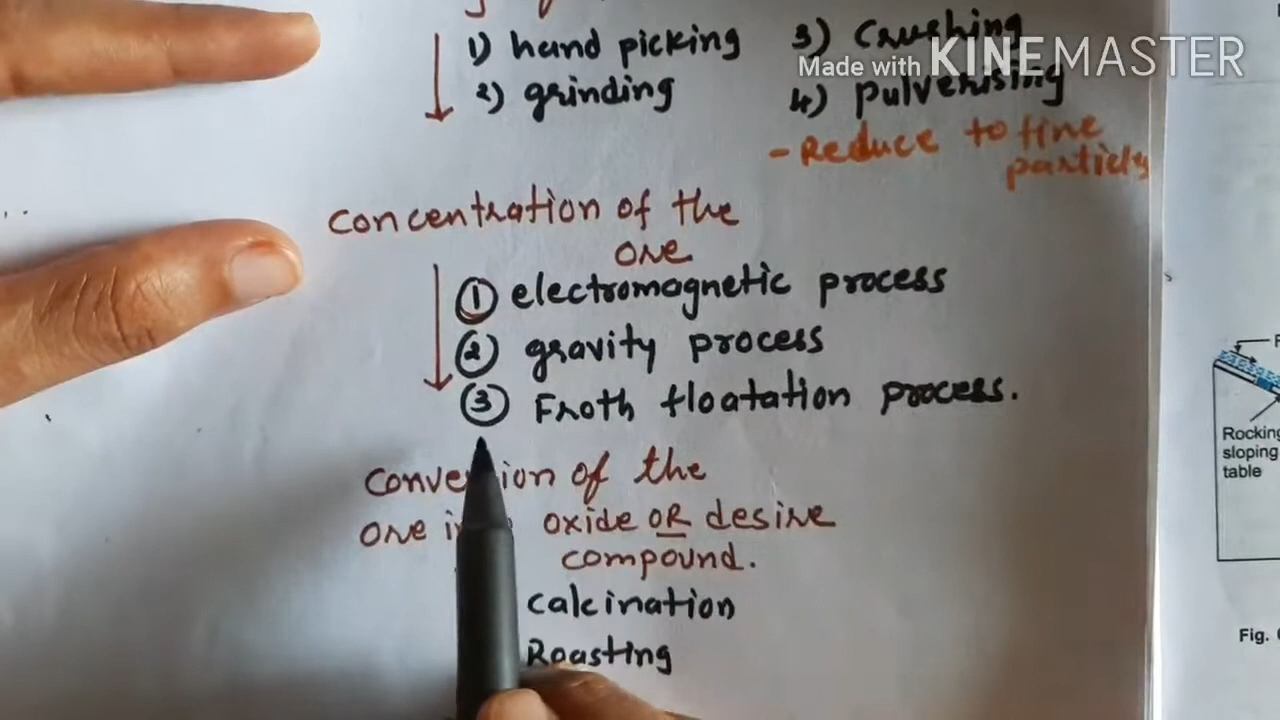 1) hand picking 3) Crushing
Made with KINEMASTER
2) grinding 4) Pulverising
- Reduce to fine
particles
Concentration of the
ore
1 electromagnetic process
2 gravity process
3 Froth floatation process.
Conversion of the
ore oxide OR desire
compound.
calcination
Roasting
Rocking
sloping
table
Fig.